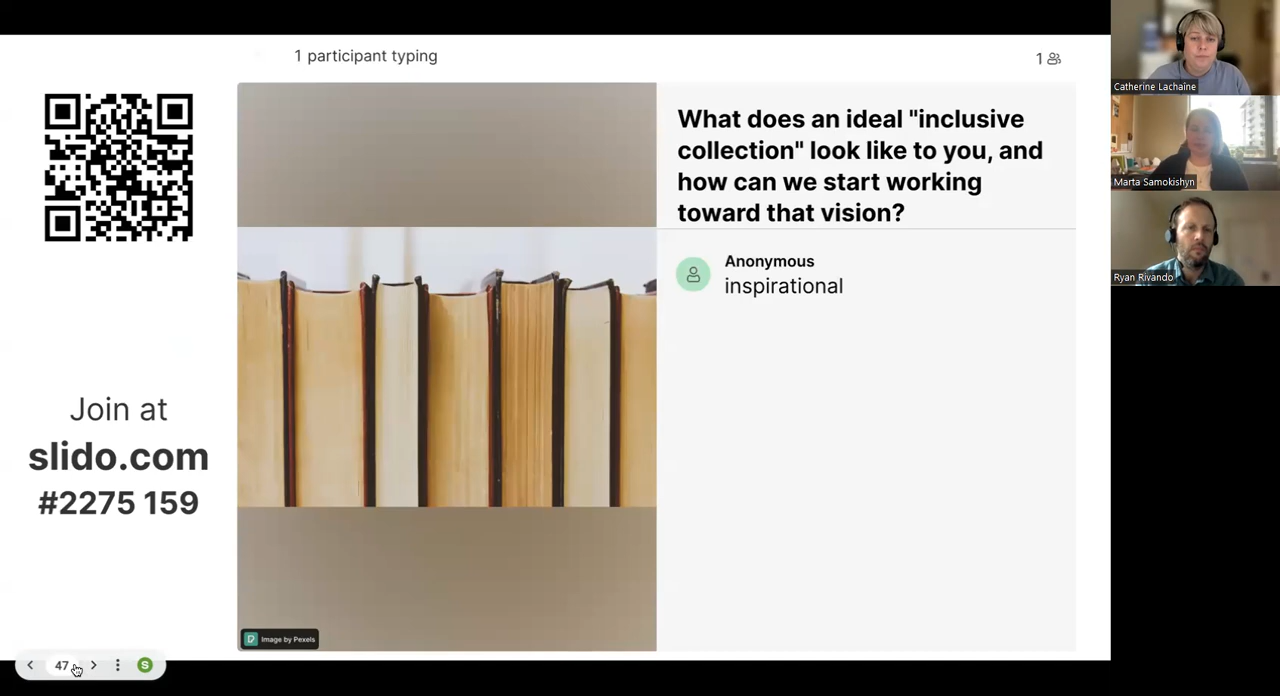 1 participant typing
1
Join at
slido.com
#2275 159
What does an ideal "inclusive
collection" look like to you, and
how can we start working
toward that vision?
Anonymous
inspirational
Image by Pexels
47
S
Catherine Lachaîne
Marta Samokishyn
Ryan Rivando